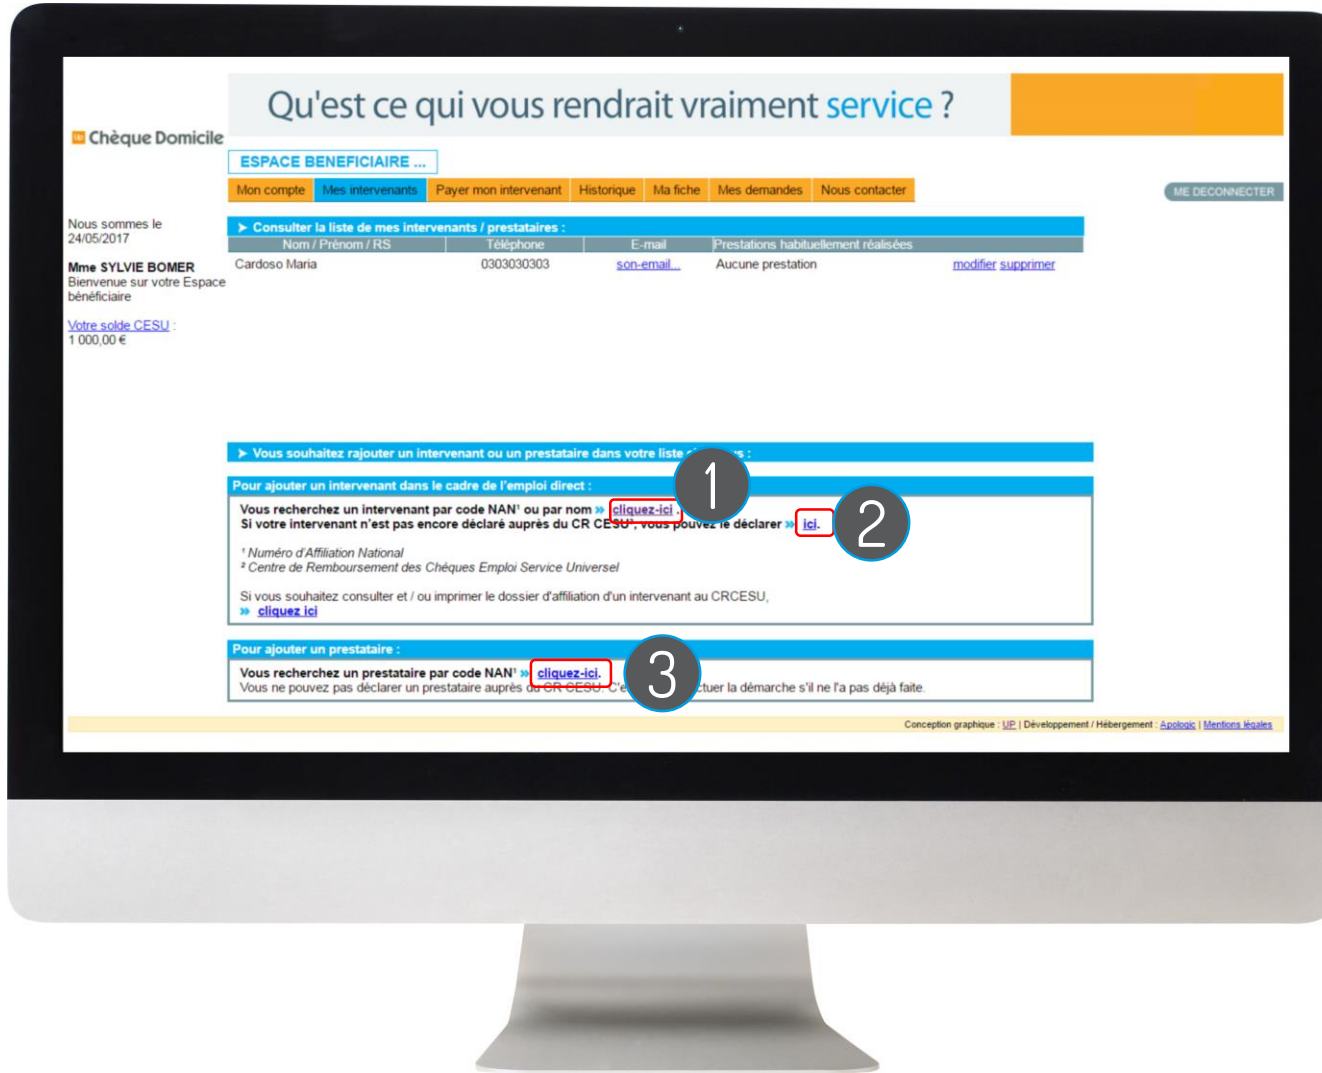 Qu'est ce qui vous rendrait vraiment service ?
Up Chèque Domicile
ESPACE BENEFICIAIRE ...
Mon compte Mes intervenants Payer mon intervenant Historique Ma fiche Mes demandes Nous contacter
ME DECONNECTER
Nous sommes le
24/05/2017
Mme SYLVIE BOMER
Bienvenue sur votre Espace
bénéficiaire
Votre solde CESU :
1 000,00 €
➤ Consulter la liste de mes intervenants / prestataires :
Nom / Prénom / RS Téléphone E-mail Prestations habituellement réalisées
Cardoso Maria 0303030303 son-email... Aucune prestation modifier supprimer
➤ Vous souhaitez rajouter un intervenant ou un prestataire dans votre liste :
Pour ajouter un intervenant dans le cadre de l'emploi direct :
1
Vous recherchez un intervenant par code NAN¹ ou par nom » cliquez-ici .
Si votre intervenant n'est pas encore déclaré auprès du CR CESU², vous pouvez le déclarer » ici.
2
¹ Numéro d'Affiliation National
² Centre de Remboursement des Chéques Emploi Service Universel
Si vous souhaitez consulter et / ou imprimer le dossier d'affiliation d'un intervenant au CRCESU,
» cliquez ici
Pour ajouter un prestataire :
Vous recherchez un prestataire par code NAN¹ » cliquez-ici.
3
Vous ne pouvez pas déclarer un prestataire auprès du CR CESU. C'e tuer la démarche s'il ne l'a pas déjà faite.
Conception graphique : UP | Développement / Hébergement : Apologic | Mentions légales